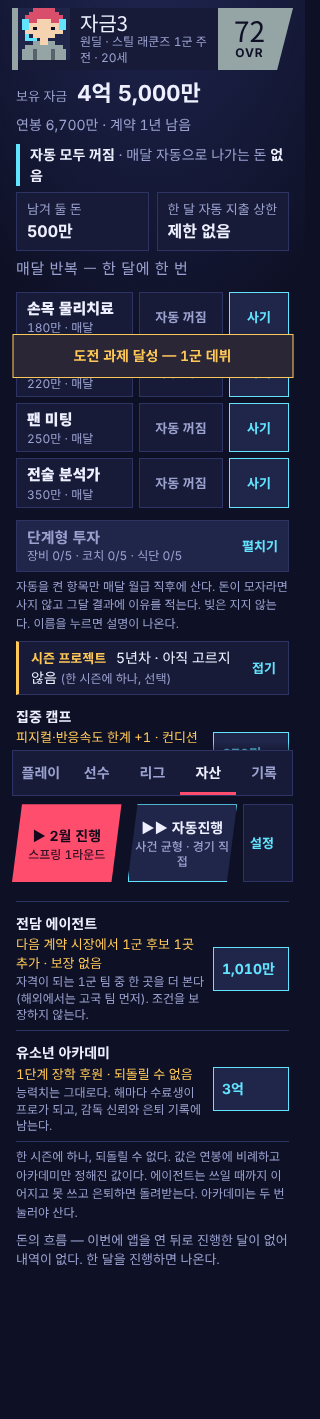 자금3
원딜 · 스틸 래쿤즈 1군 주
전 · 20세
72
OVR
보유 자금 4억 5,000만
연봉 6,700만 · 계약 1년 남음
자동 모두 꺼짐 · 매달 자동으로 나가는 돈 없
음
남겨 둘 돈
500만
한 달 자동 지출 상한
제한 없음
매달 반복 — 한 달에 한 번
손목 물리치료
180만 · 매달
자동 꺼짐
사기
도전 과제 달성 — 1군 데뷔
220만 · 매달
팬 미팅
250만 · 매달
자동 꺼짐
사기
전술 분석가
350만 · 매달
자동 꺼짐
사기
단계형 투자
장비 0/5 · 코치 0/5 · 식단 0/5
펼치기
자동을 켠 항목만 매달 월급 직후에 산다. 돈이 모자라면
사지 않고 그달 결과에 이유를 적는다. 빚은 지지 않는
다. 이름을 누르면 설명이 나온다.
시즌 프로젝트 5년차 · 아직 고르지
않음 (한 시즌에 하나, 선택)
접기
집중 캠프
피지컬·반응속도 한계 +1 · 컨디션
플레이
선수
리그
자산
기록
▶ 2월 진행
스프링 1라운드
▶▶ 자동진행
사건 균형 · 경기 직
접
설정
전담 에이전트
다음 계약 시장에서 1군 후보 1곳
추가 · 보장 없음
자격이 되는 1군 팀 중 한 곳을 더 본다
(해외에서는 고국 팀 먼저). 조건을 보
장하지 않는다.
1,010만
유소년 아카데미
1단계 장학 후원 · 되돌릴 수 없음
능력치는 그대로다. 해마다 수료생이
프로가 되고, 감독 신뢰와 은퇴 기록에
남는다.
3억
한 시즌에 하나, 되돌릴 수 없다. 값은 연봉에 비례하고
아카데미만 정해진 값이다. 에이전트는 쓰일 때까지 이
어지고 못 쓰고 은퇴하면 돌려받는다. 아카데미는 두 번
눌러야 산다.
돈의 흐름 — 이번에 앱을 연 뒤로 진행한 달이 없어
내역이 없다. 한 달을 진행하면 나온다.